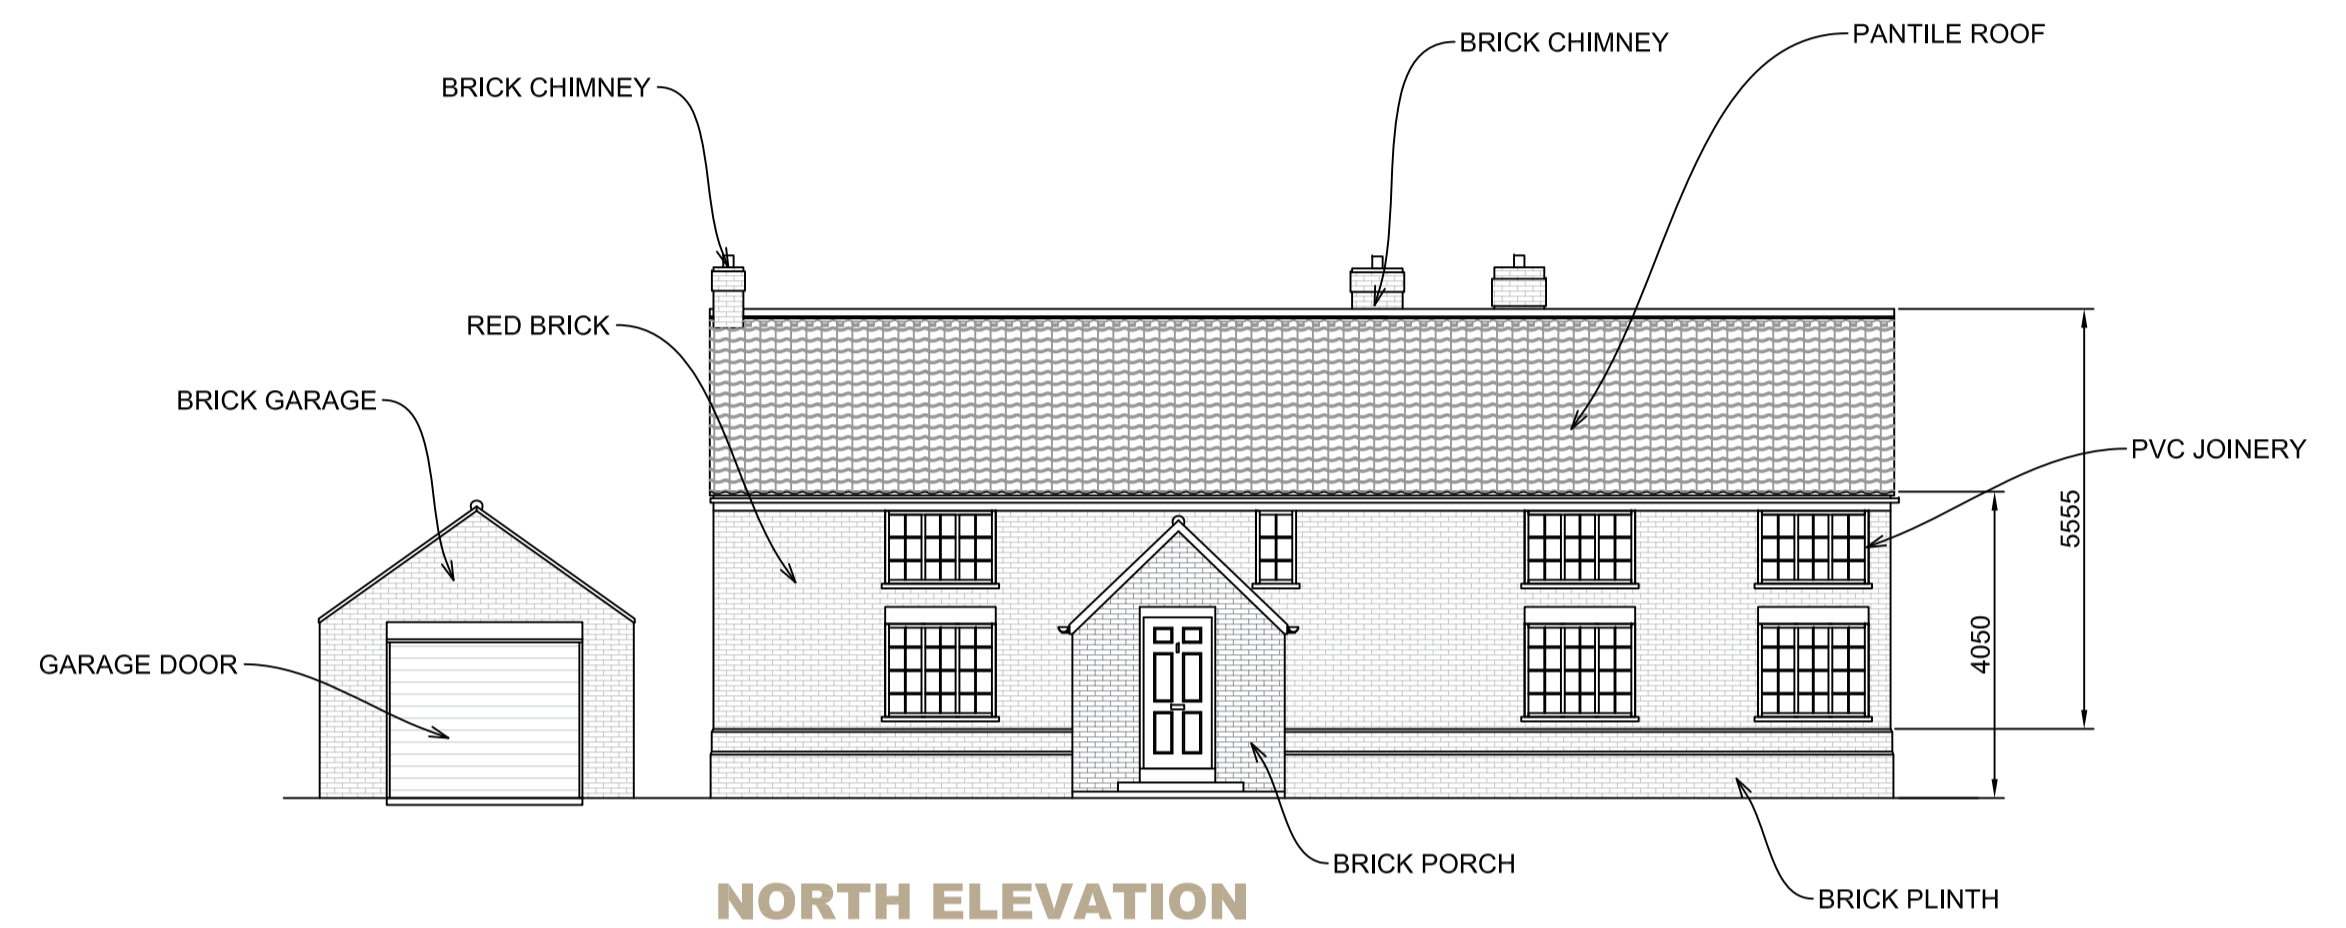 PANTILE ROOF
BRICK CHIMNEY
BRICK CHIMNEY
RED BRICK
BRICK GARAGE
PVC JOINERY
5555
4050
GARAGE DOOR
BRICK PORCH
BRICK PLINTH
NORTH ELEVATION